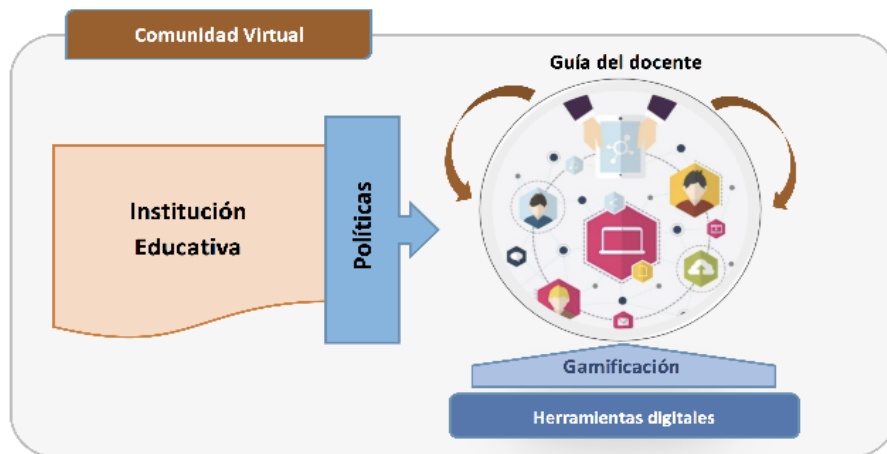 Comunidad Virtual
Guía del docente
Institución
Educativa
Políticas
Gamificación
Herramientas digitales